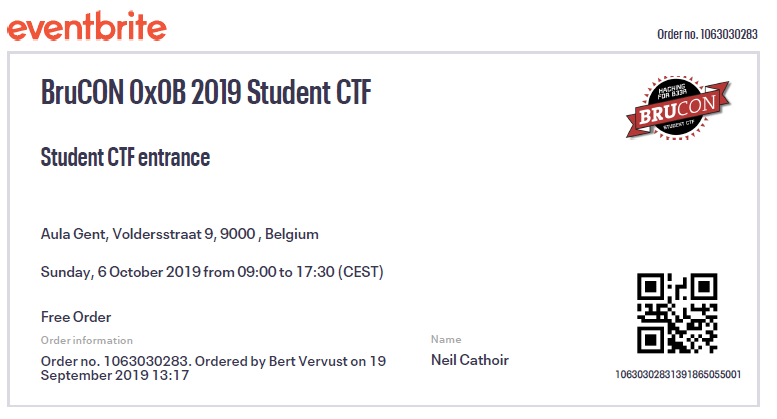 eventbrite
Order no. 1063030283
BruCON 0x0B 2019 Student CTF
HACKING
FOR B33R
BRUCON
STUDENT CTF
Student CTF entrance
Aula Gent, Voldersstraat 9, 9000 , Belgium
Sunday, 6 October 2019 from 09:00 to 17:30 (CEST)
Free Order
Order information
Order no. 1063030283. Ordered by Bert Vervust on 19
September 2019 13:17
Name
Neil Cathoir
10630302831391865055001